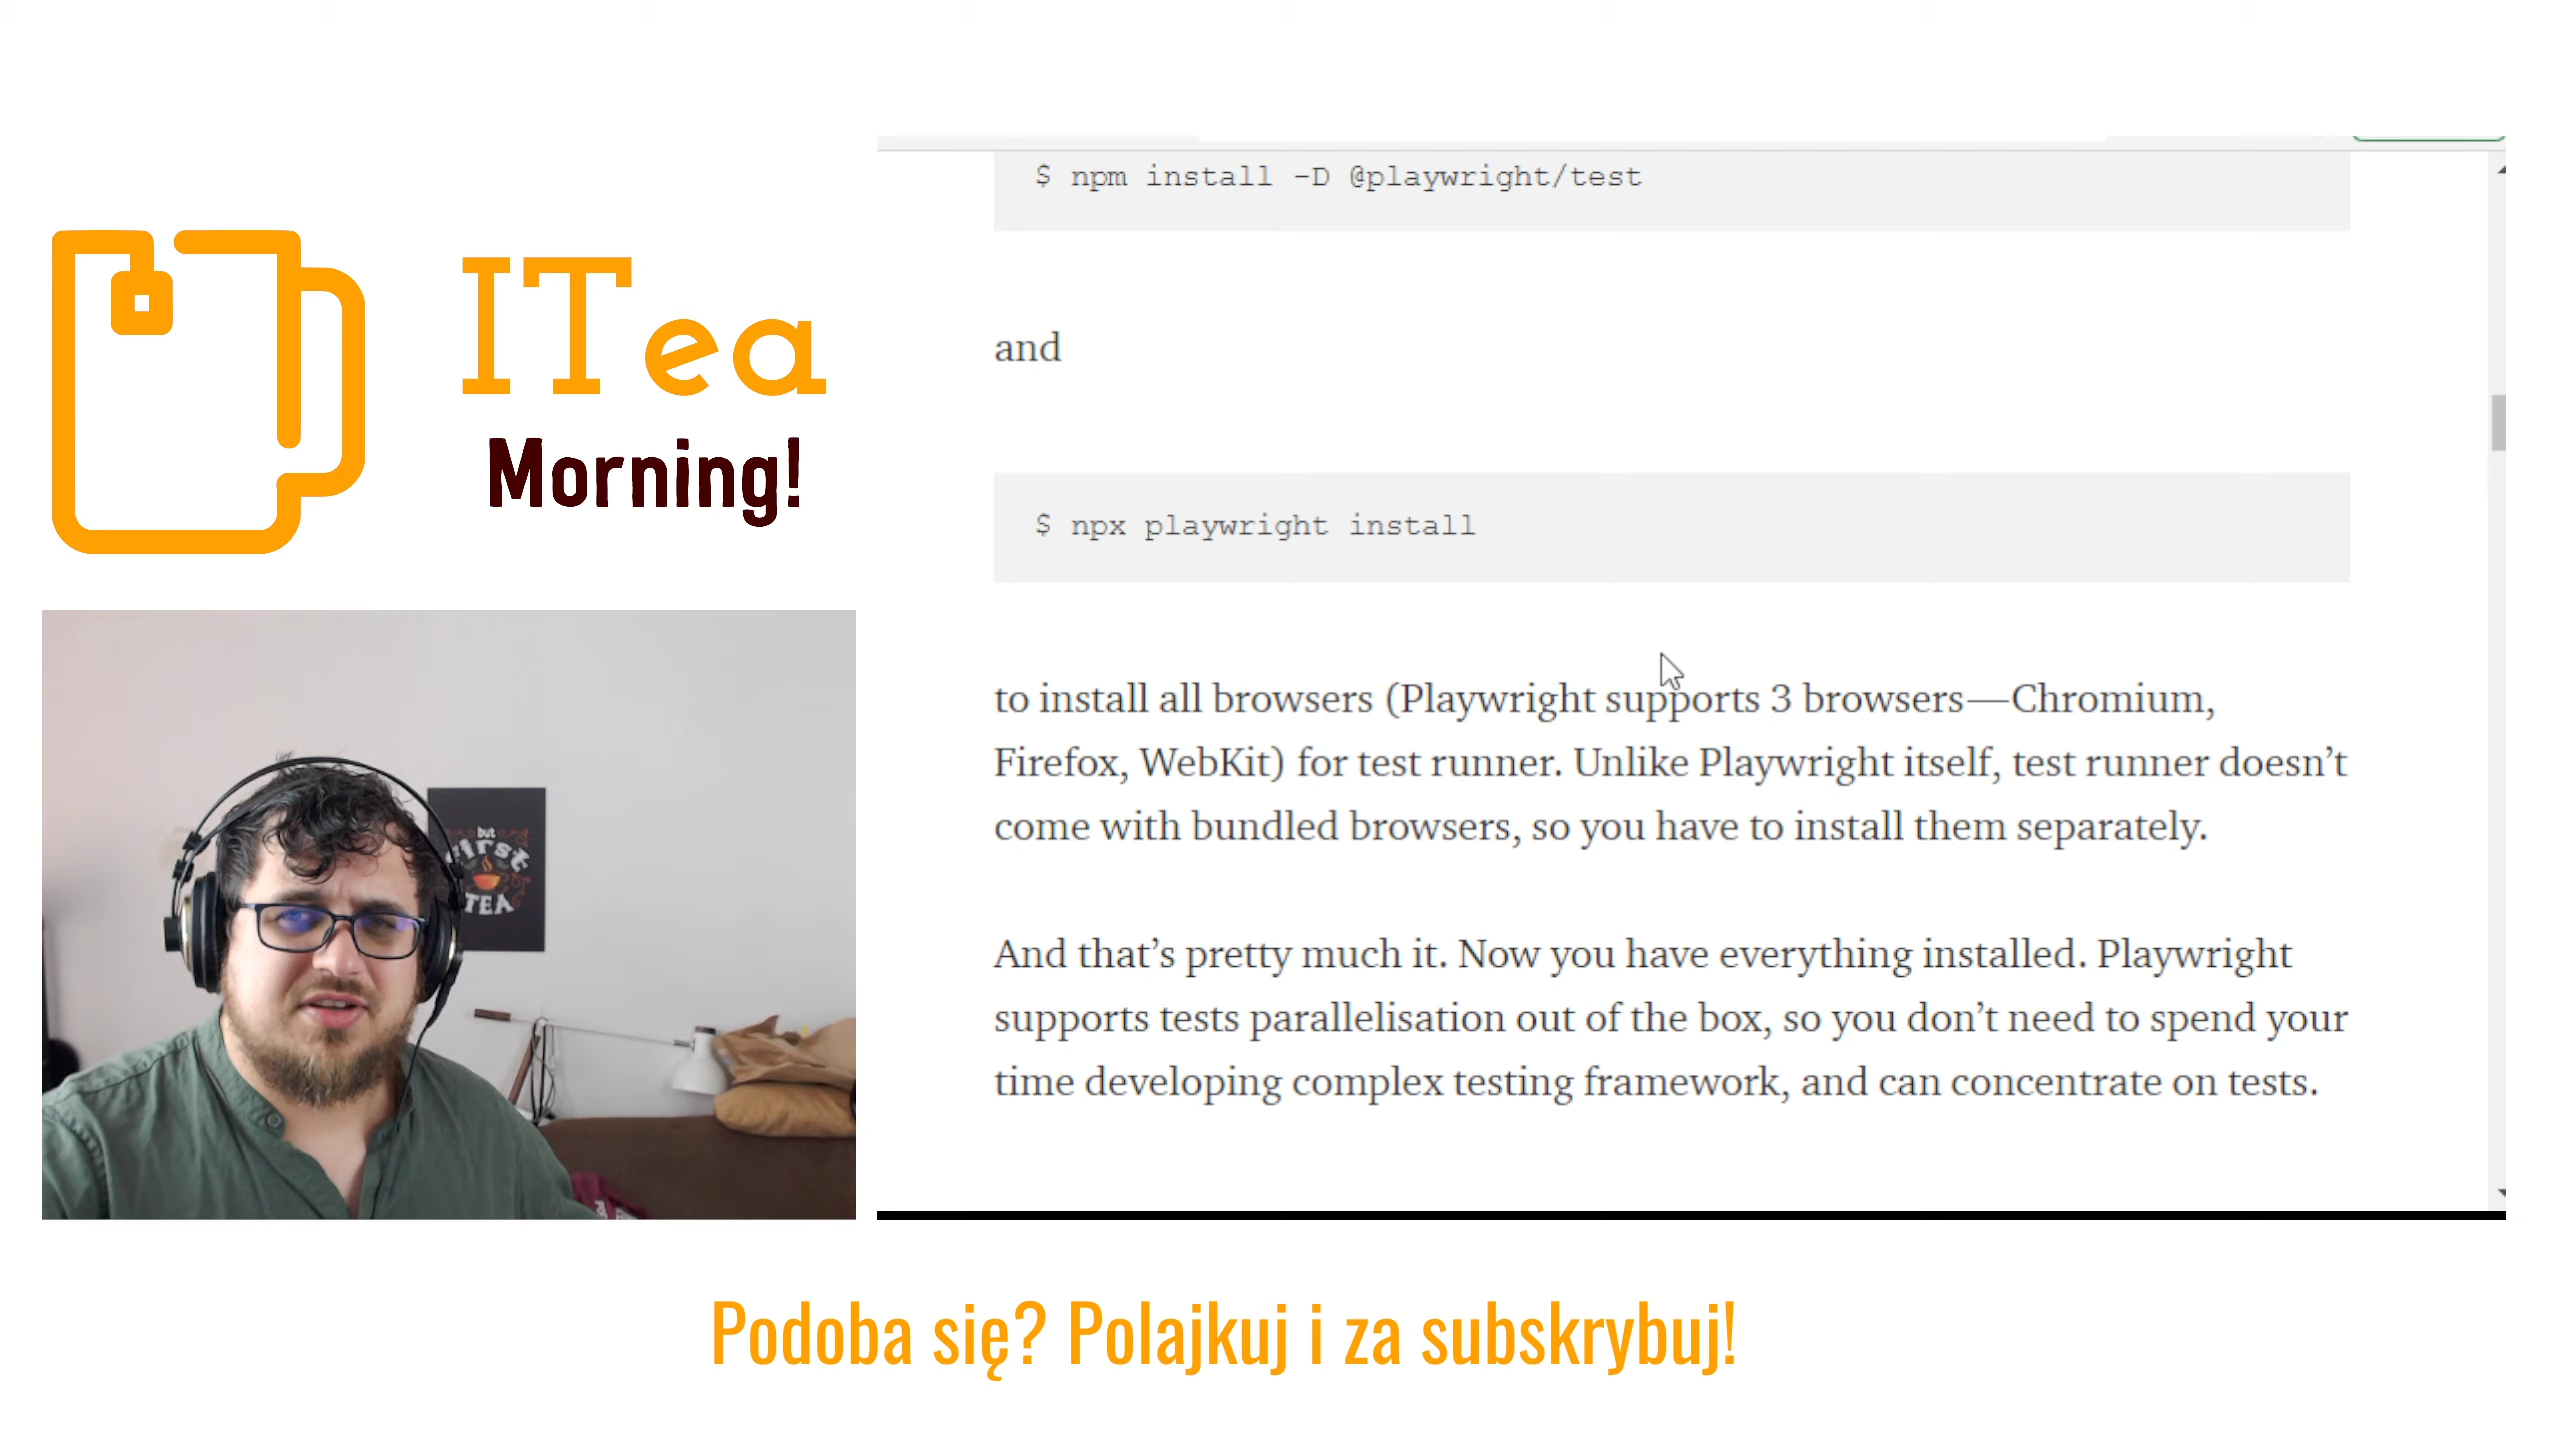 ITea
Morning!
but
first
TEA
$ npm install -D @playwright/test
and
$ npx playwright install
to install all browsers (Playwright supports 3 browsers—Chromium,
Firefox, WebKit) for test runner. Unlike Playwright itself, test runner doesn’t
come with bundled browsers, so you have to install them separately.
And that’s pretty much it. Now you have everything installed. Playwright
supports tests parallelisation out of the box, so you don’t need to spend your
time developing complex testing framework, and can concentrate on tests.
Podoba się? Polajkuj i za subskrybuj!